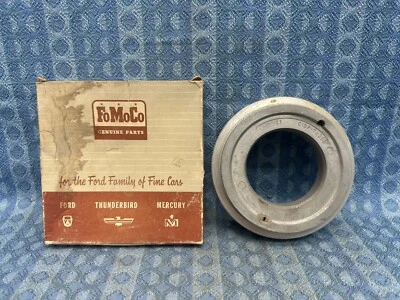 FoMoCo
GENUINE PARTS
for the Ford Family of Fine Cars
FORD THUNDERBIRD MERCURY